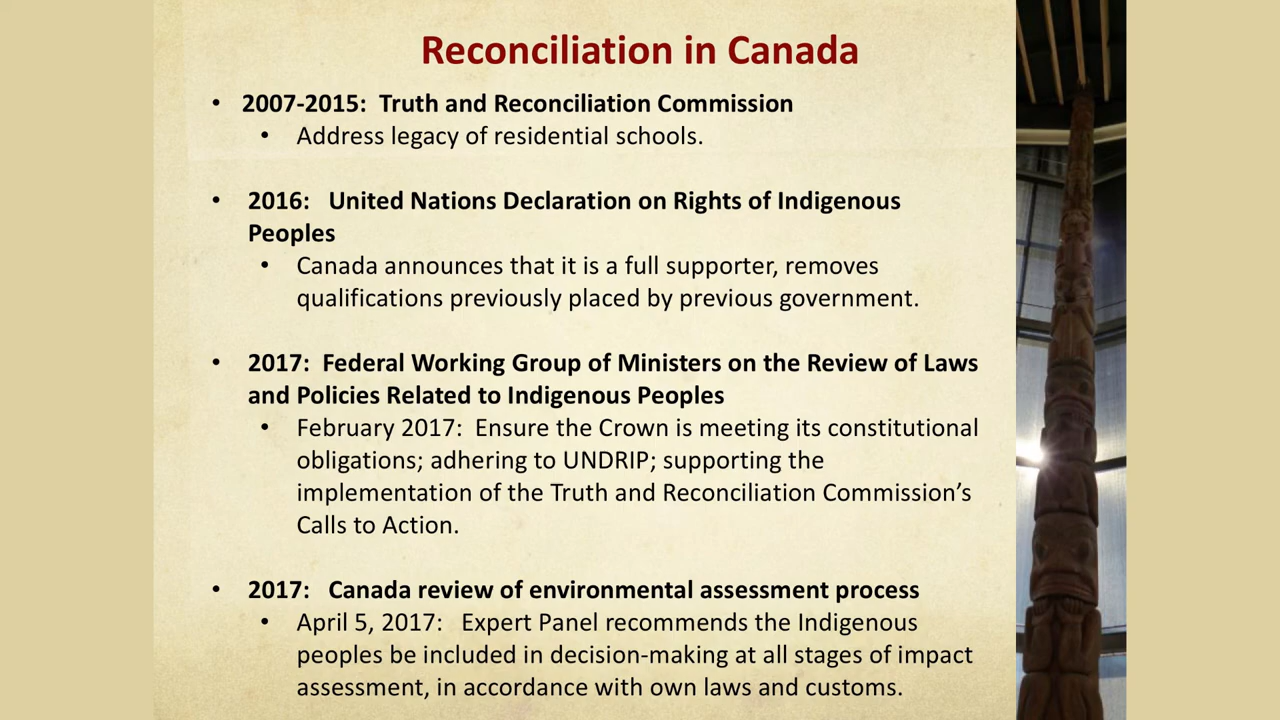 Reconciliation in Canada
• 2007-2015: Truth and Reconciliation Commission
• Address legacy of residential schools.
• 2016: United Nations Declaration on Rights of Indigenous
Peoples
• Canada announces that it is a full supporter, removes
qualifications previously placed by previous government.
• 2017: Federal Working Group of Ministers on the Review of Laws
and Policies Related to Indigenous Peoples
• February 2017: Ensure the Crown is meeting its constitutional
obligations; adhering to UNDRIP; supporting the
implementation of the Truth and Reconciliation Commission’s
Calls to Action.
• 2017: Canada review of environmental assessment process
• April 5, 2017: Expert Panel recommends the Indigenous
peoples be included in decision-making at all stages of impact
assessment, in accordance with own laws and customs.